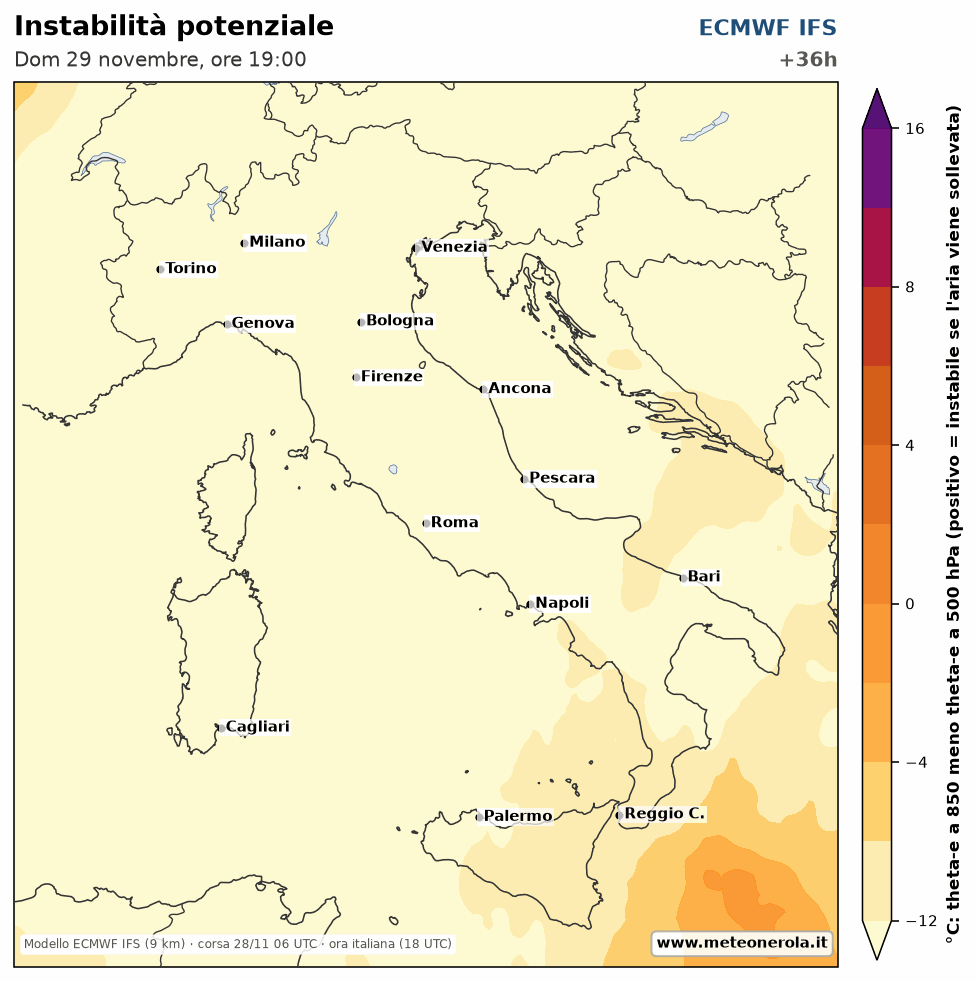 Instabilità potenziale
ECMWF IFS
Dom 29 novembre, ore 19:00
+36h
Milano
Venezia
Torino
Genova
Bologna
Firenze
Ancona
Pescara
Roma
Bari
Napoli
Cagliari
Palermo
Reggio C.
16
8
4
0
−4
−12
°C: theta-e a 850 meno theta-e a 500 hPa (positivo = instabile se l'aria viene sollevata)
Modello ECMWF IFS (9 km) · corsa 28/11 06 UTC · ora italiana (18 UTC)
www.meteonerola.it